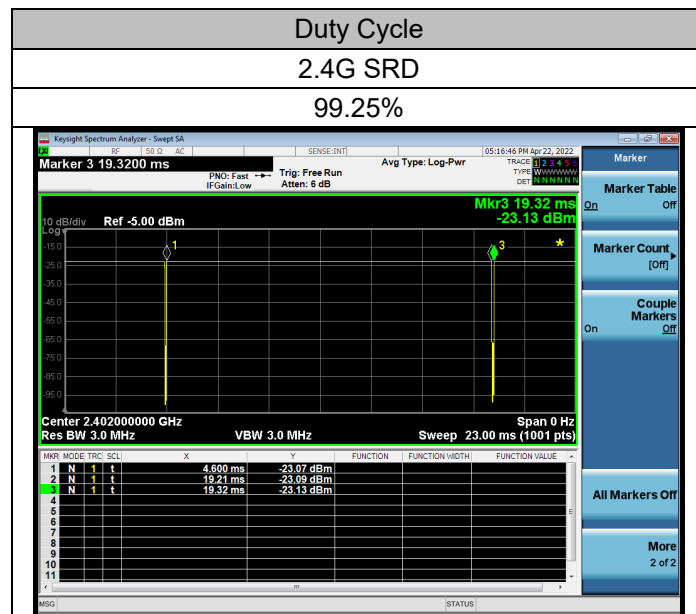 Duty Cycle
2.4G SRD
99.25%
Keysight Spectrum Analyzer - Swept SA
RF 50 Ω AC SENSE:INT 05:16:46 PM Apr 22, 2022
Marker 3 19.3200 ms Avg Type: Log-Pwr TRACE 1 2 3 4 5 6 Marker
PNO: Fast Trig: Free Run TYPE WWWWWW
IFGain:Low Atten: 6 dB DET N N N N N N
Marker Table
On Off
Mkr3 19.32 ms
10 dB/div Ref -5.00 dBm -23.13 dBm
Log
1 3 *
-15.0
-25.0
-35.0
-45.0
-55.0
-65.0
-75.0
-85.0
-95.0
Marker Count
[Off]
Couple Markers
On Off
Center 2.402000000 GHz Span 0 Hz
Res BW 3.0 MHz VBW 3.0 MHz Sweep 23.00 ms (1001 pts)
MKR MODE TRC SCL X Y FUNCTION FUNCTION WIDTH FUNCTION VALUE
1 N 1 t 4.600 ms -23.07 dBm
2 N 1 t 19.21 ms -23.09 dBm
3 N 1 t 19.32 ms -23.13 dBm
4
5
6
7
8
9
10
11
All Markers Off
More
2 of 2
MSG STATUS